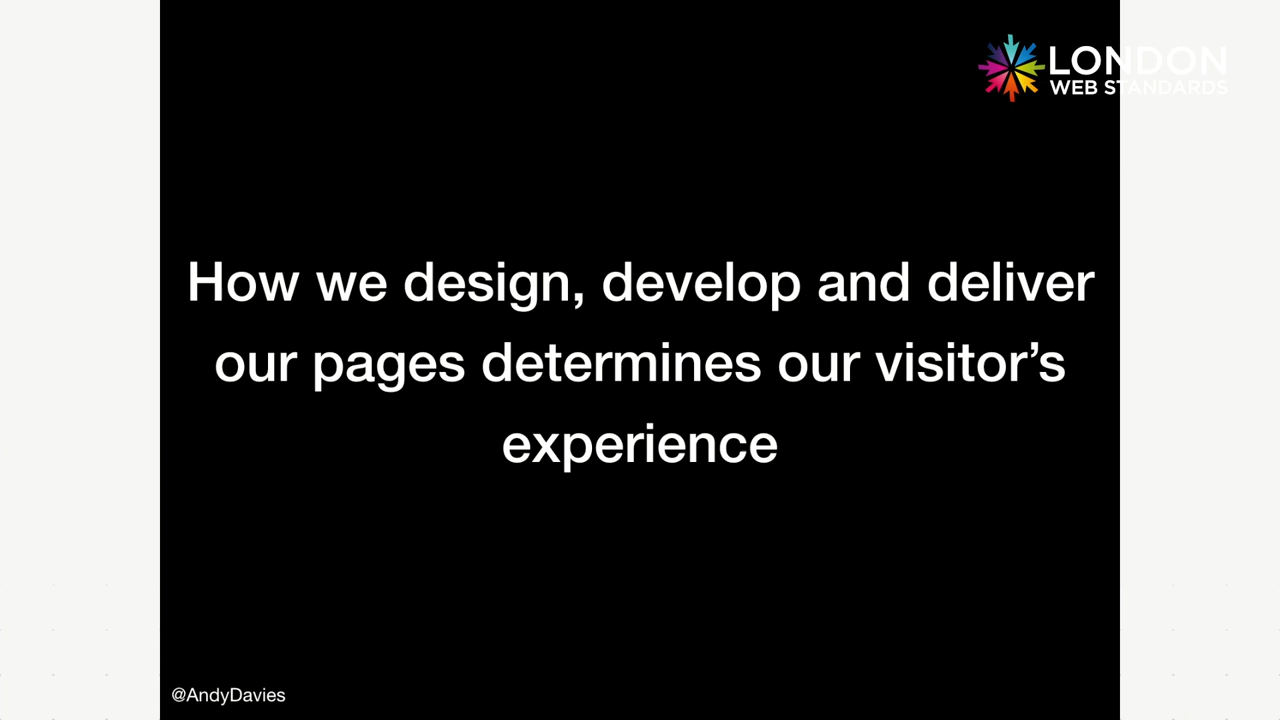 LONDON
WEB STANDARDS
How we design, develop and deliver
our pages determines our visitor’s
experience
@AndyDavies